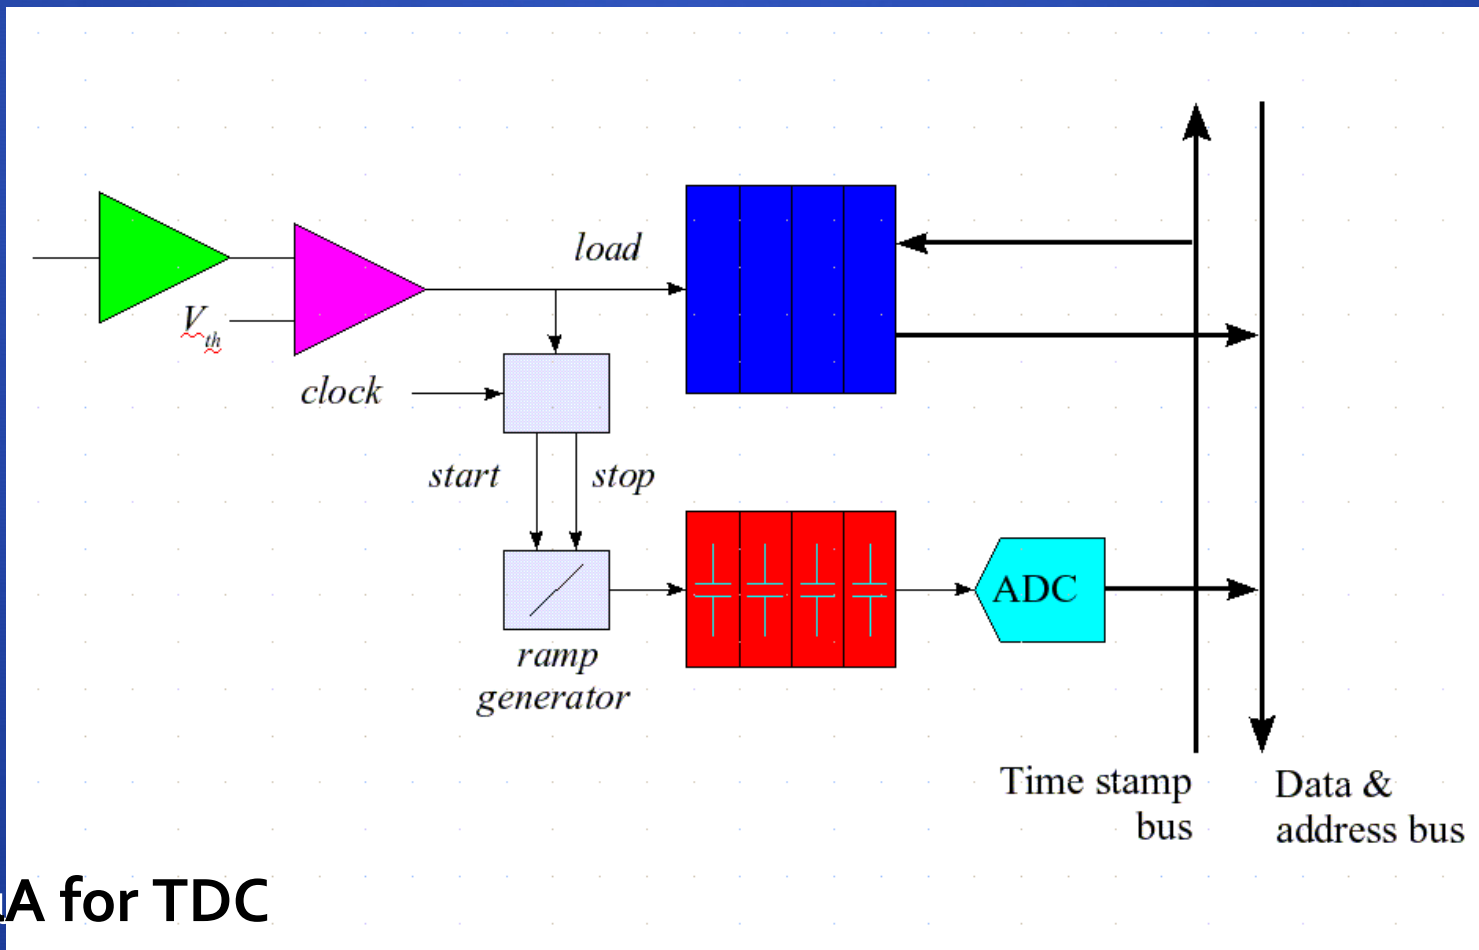 load
V th
clock
start stop
ADC
ramp
generator
Time stamp
bus
Data &
address bus
A for TDC